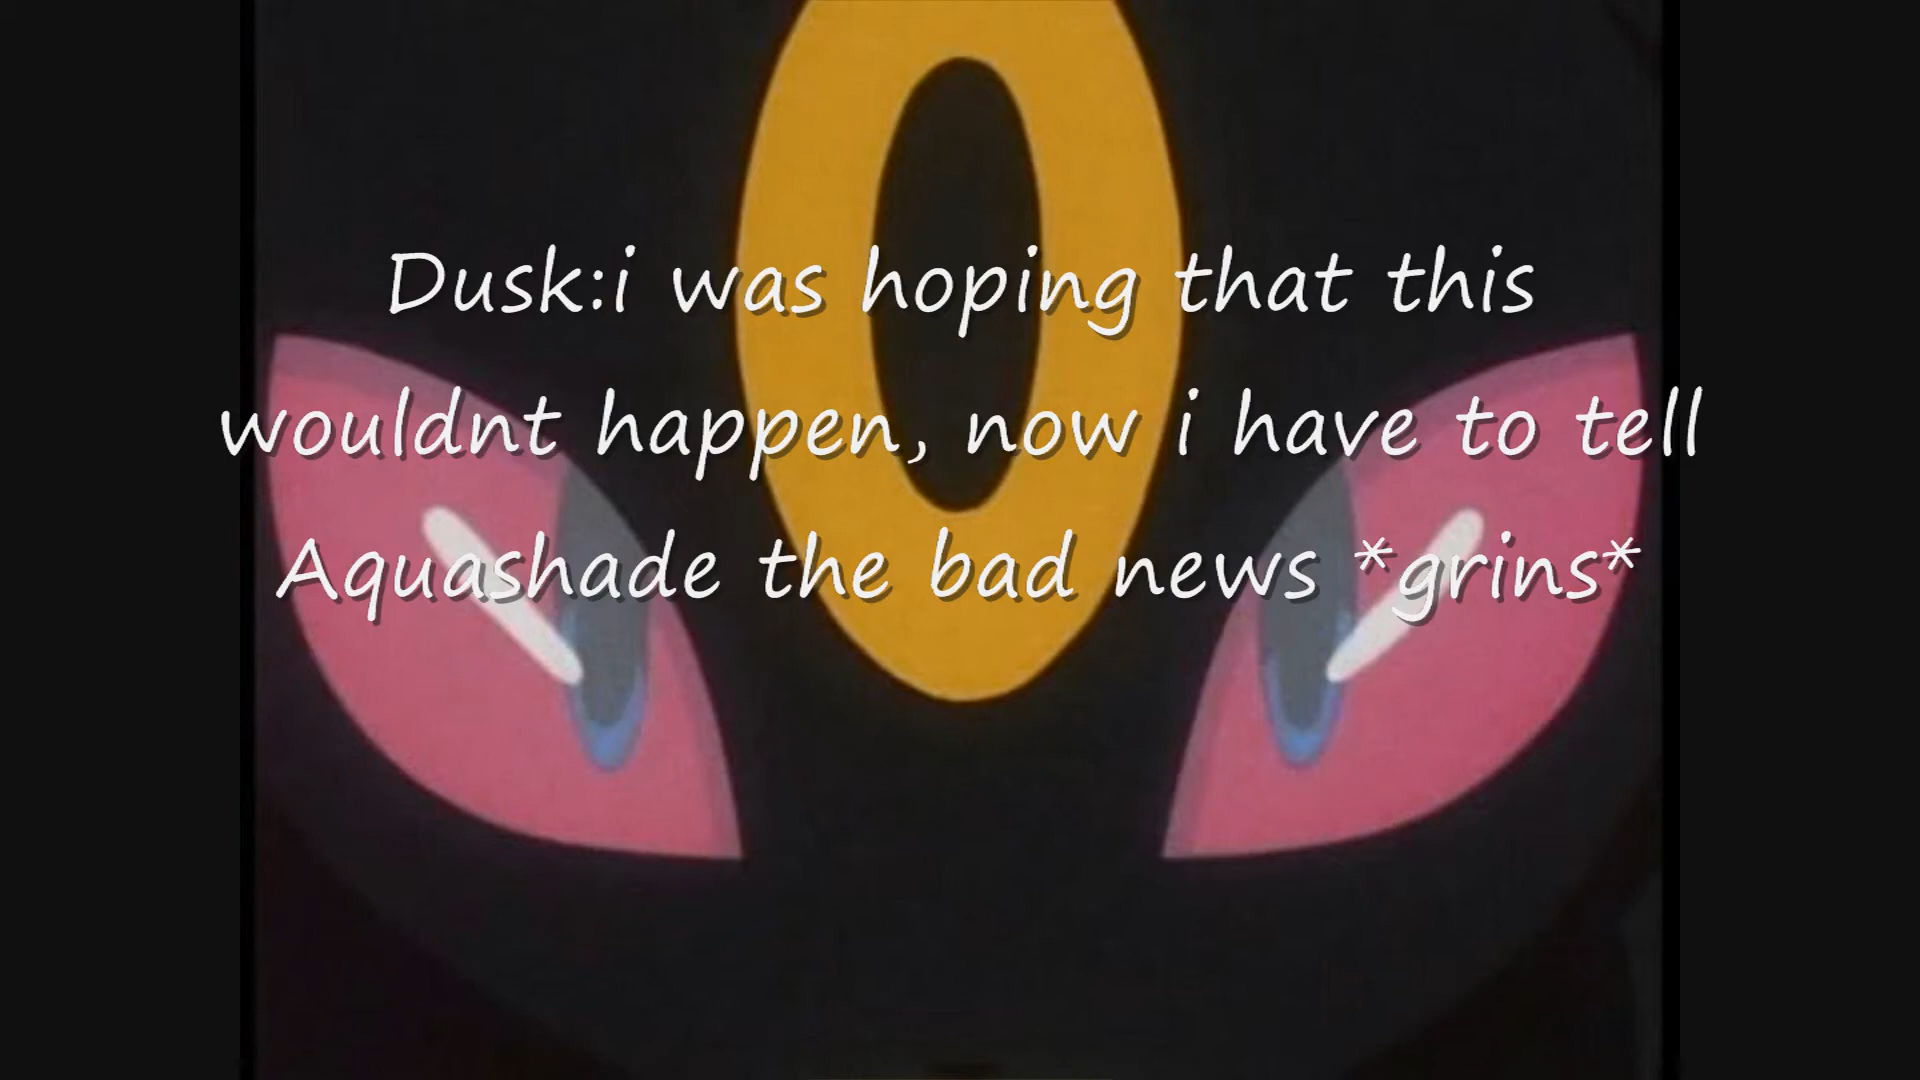 Dusk:i was hoping that this
wouldnt happen, now i have to tell
Aquashade the bad news *grins*